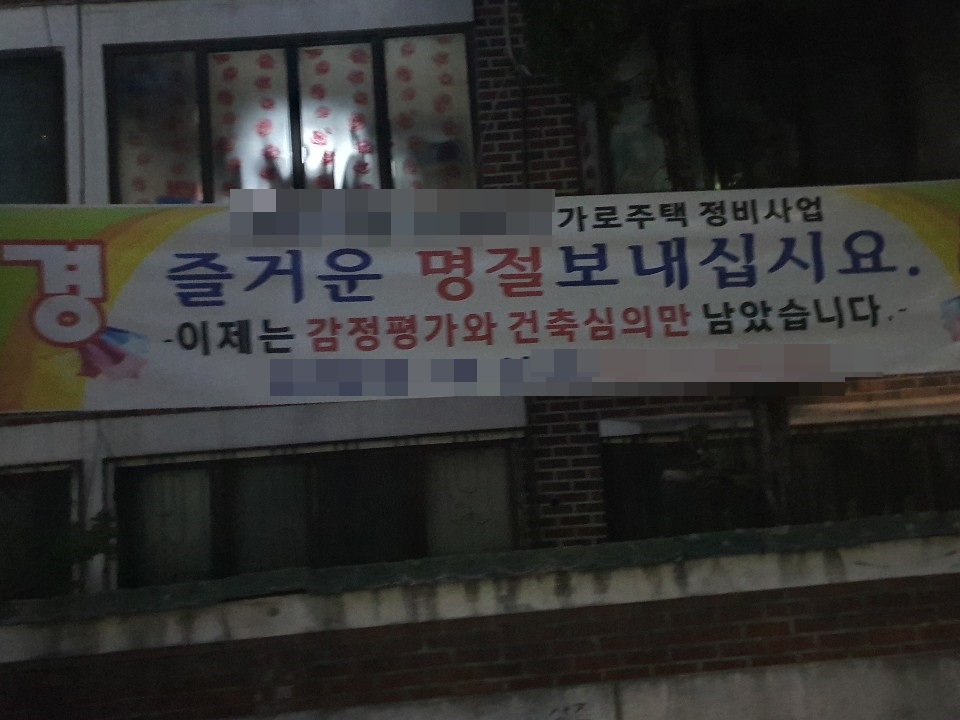 경
가로주택 정비사업
즐거운 명절보내십시요.
-이제는 감정평가와 건축심의만 남았습니다.-